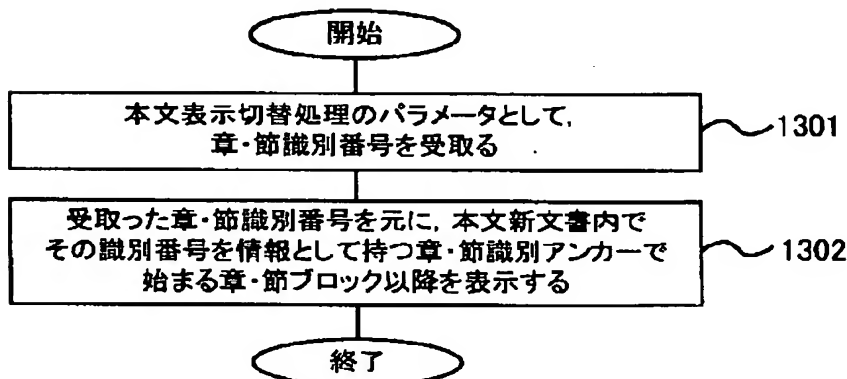 開始
本文表示切替処理のパラメータとして,
章・節識別番号を受取る
1301
受取った章・節識別番号を元に, 本文新文書内で
その識別番号を情報として持つ章・節識別アンカーで
始まる章・節ブロック以降を表示する
1302
終了